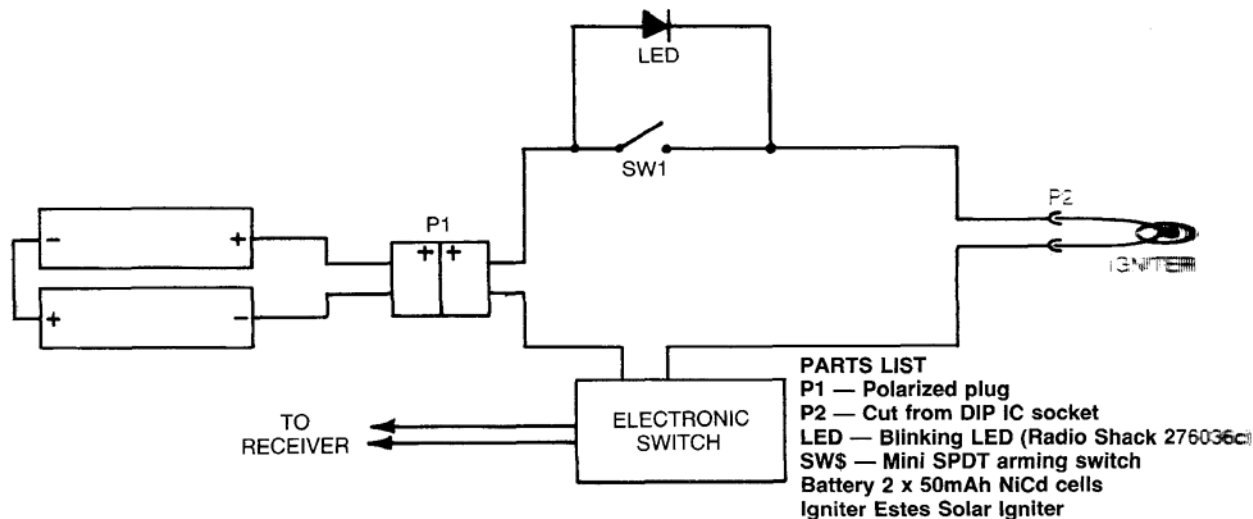 LED
SW1
P1
+ +
- +
+ -
P2
IGNITER
TO
RECEIVER
ELECTRONIC
SWITCH
PARTS LIST
P1 — Polarized plug
P2 — Cut from DIP IC socket
LED — Blinking LED (Radio Shack
SW$ — Mini SPDT arming switch
Battery 2 x 50mAh NiCd cells
Igniter Estes Solar Igniter